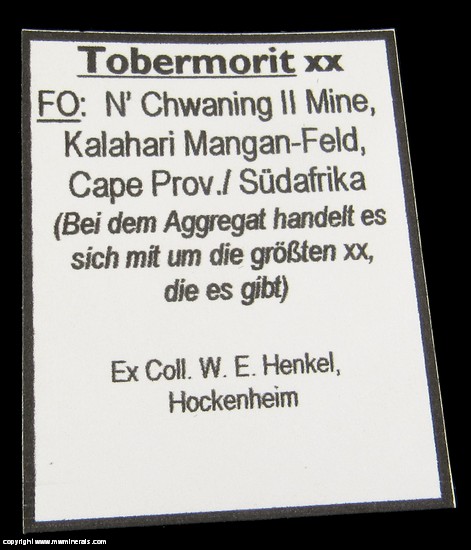 Tobermorit xx
FO: N' Chwaning II Mine,
Kalahari Mangan-Feld,
Cape Prov./ Südafrika
(Bei dem Aggregat handelt es
sich mit um die größten xx,
die es gibt)
Ex Coll. W. E. Henkel,
Hockenheim
copyright www.mwminerals.com